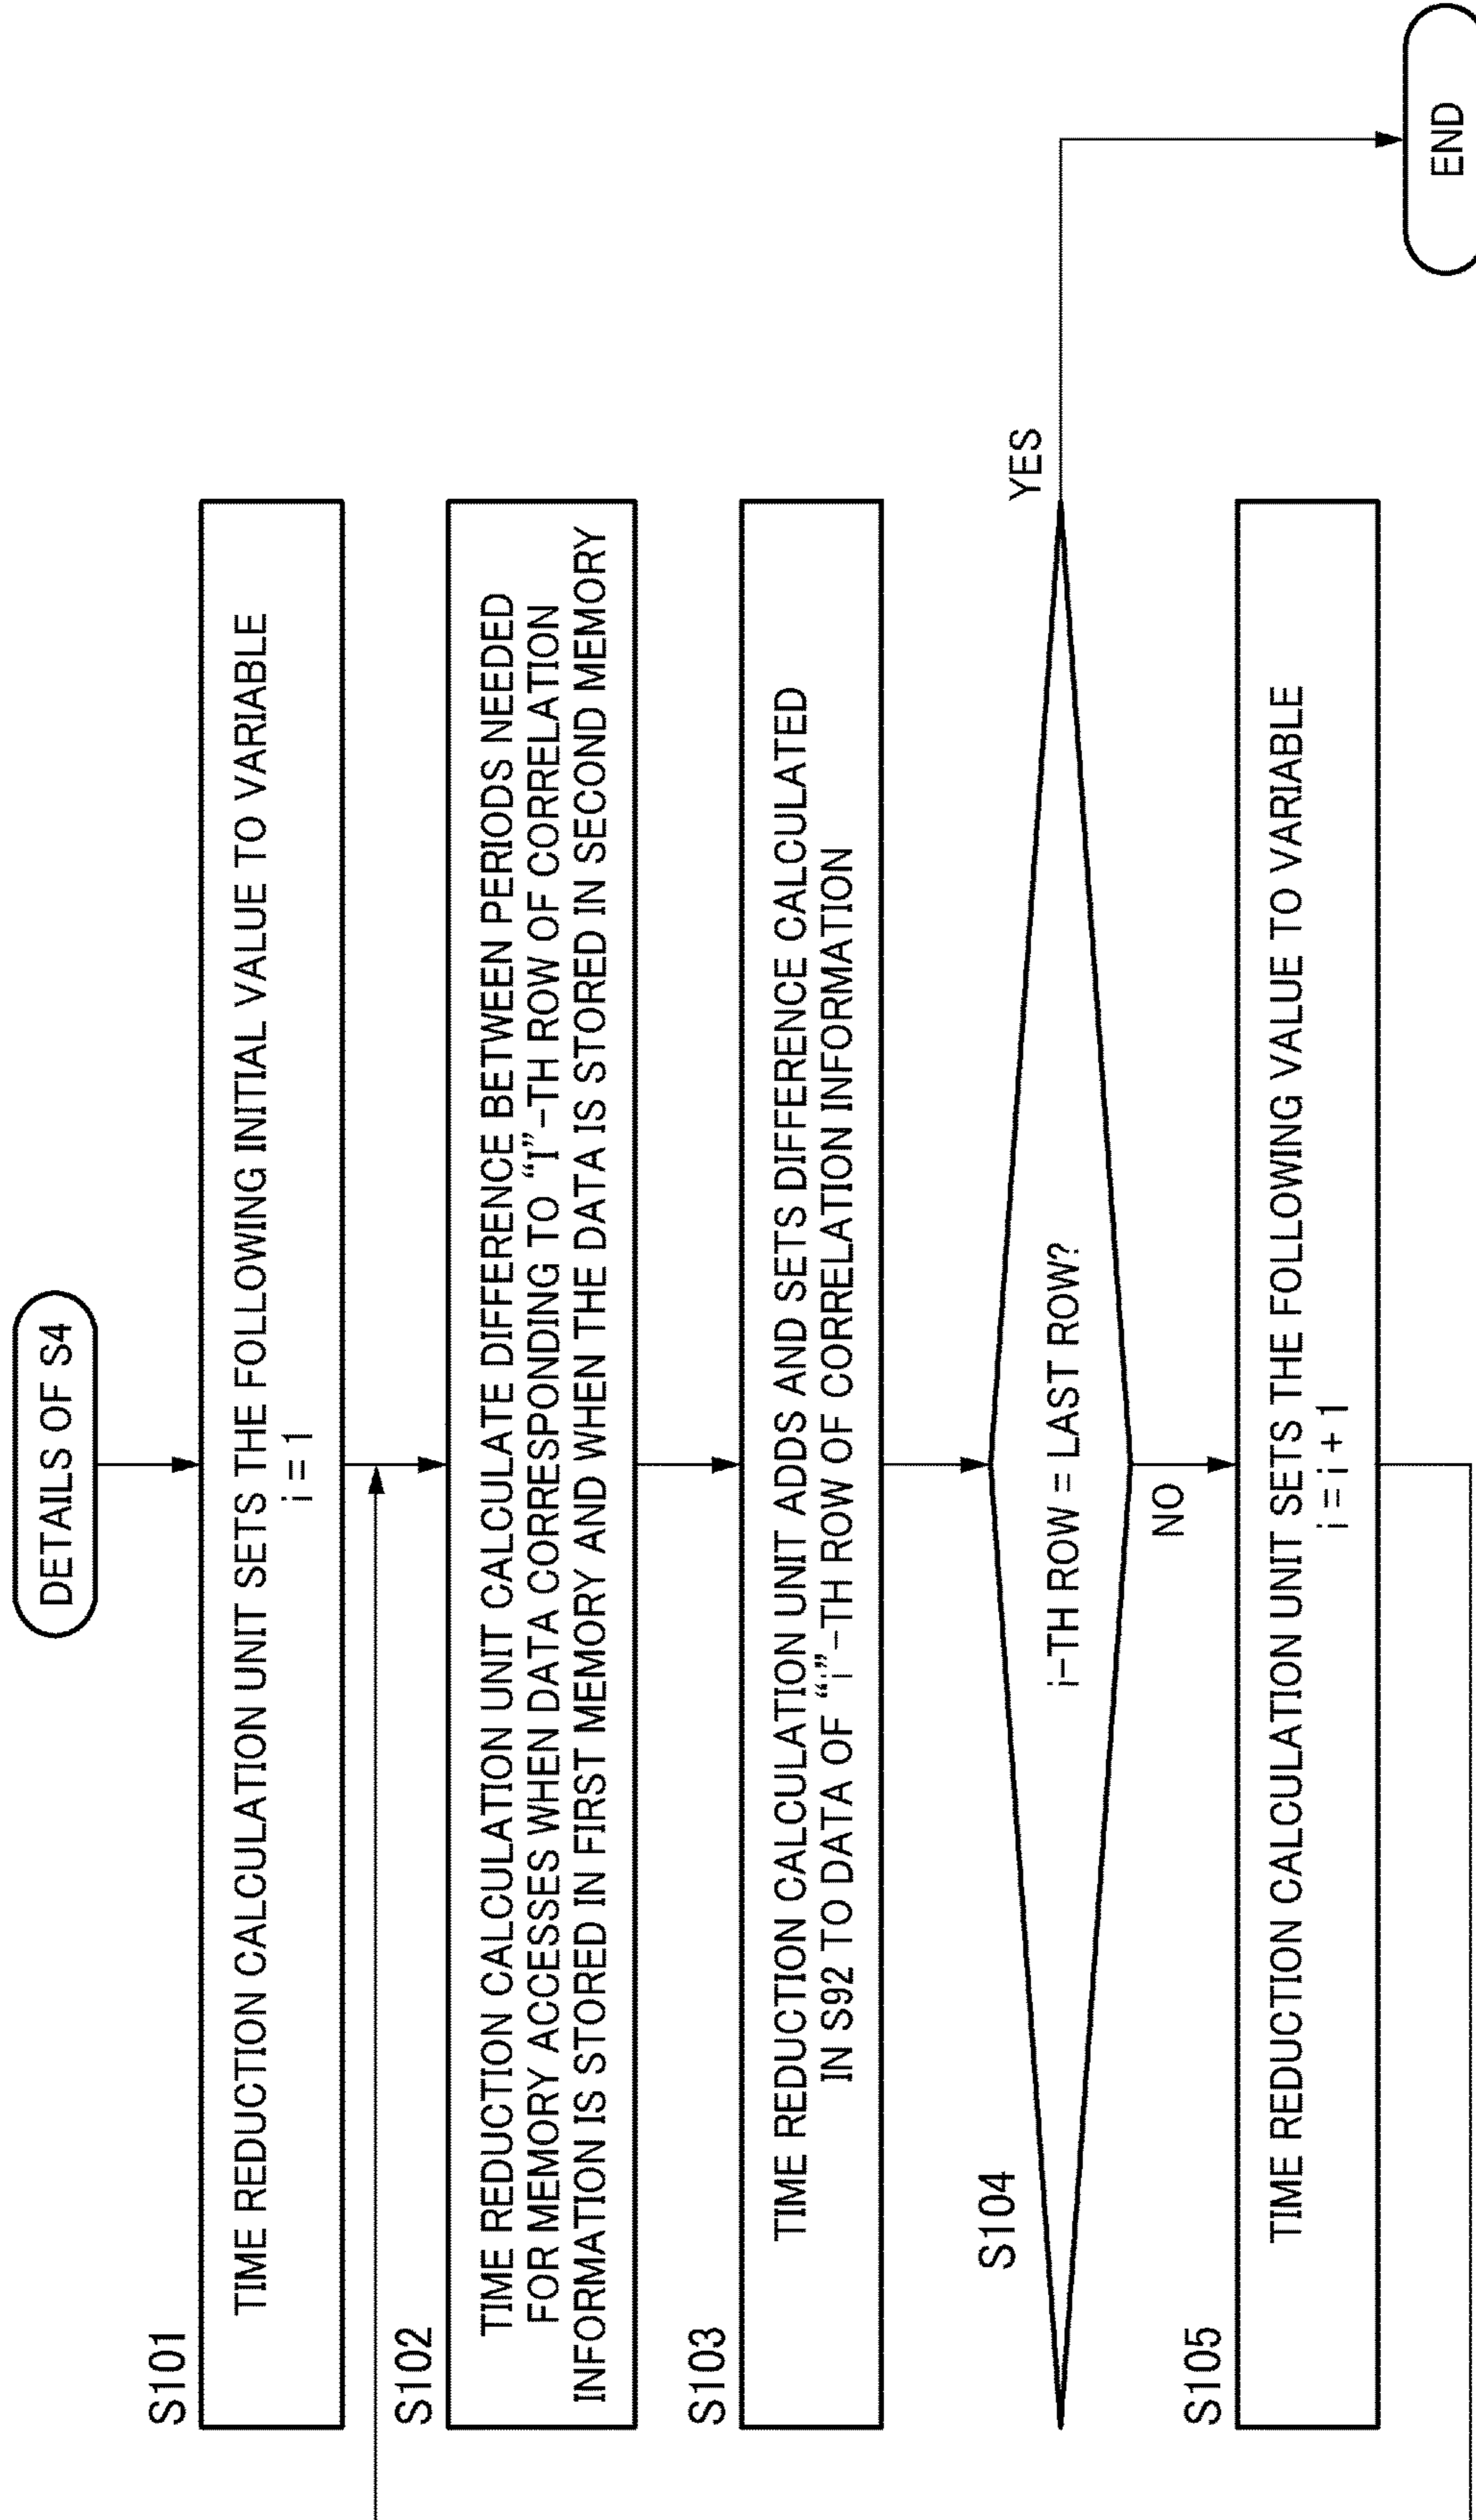 DETAILS OF S4
S101
TIME REDUCTION CALCULATION UNIT SETS THE FOLLOWING INITIAL VALUE TO VARIABLE
i = 1
S102
TIME REDUCTION CALCULATION UNIT CALCULATE DIFFERENCE BETWEEN PERIODS NEEDED
FOR MEMORY ACCESSES WHEN DATA CORRESPONDING TO “I”-TH ROW OF CORRELATION
INFORMATION IS STORED IN FIRST MEMORY AND WHEN THE DATA IS STORED IN SECOND MEMORY
S103
TIME REDUCTION CALCULATION UNIT ADDS AND SETS DIFFERENCE CALCULATED
IN S92 TO DATA OF “i”-TH ROW OF CORRELATION INFORMATION
S104
i-TH ROW = LAST ROW?
YES
NO
S105
TIME REDUCTION CALCULATION UNIT SETS THE FOLLOWING VALUE TO VARIABLE
i = i + 1
END